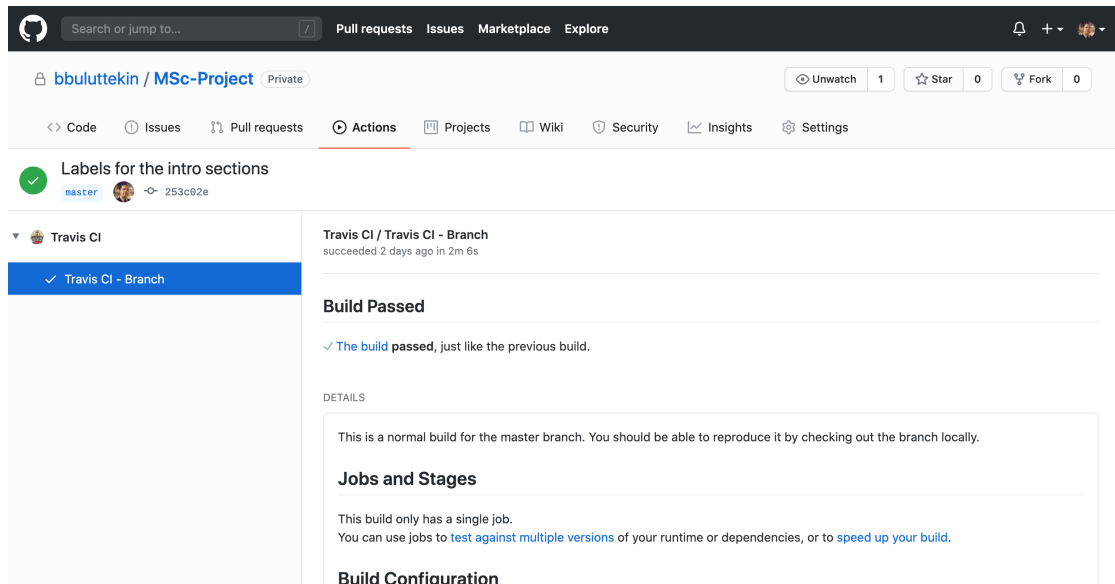 Search or jump to... /
Pull requests Issues Marketplace Explore
bbuluttekin / MSc-Project Private
Unwatch 1 Star 0 Fork 0
Code Issues Pull requests Actions Projects Wiki Security Insights Settings
Labels for the intro sections
master 253c02e
Travis CI
Travis CI - Branch
Travis CI / Travis CI - Branch
succeeded 2 days ago in 2m 6s
Build Passed
The build passed, just like the previous build.
DETAILS
This is a normal build for the master branch. You should be able to reproduce it by checking out the branch locally.
Jobs and Stages
This build only has a single job.
You can use jobs to test against multiple versions of your runtime or dependencies, or to speed up your build.
Build Configuration